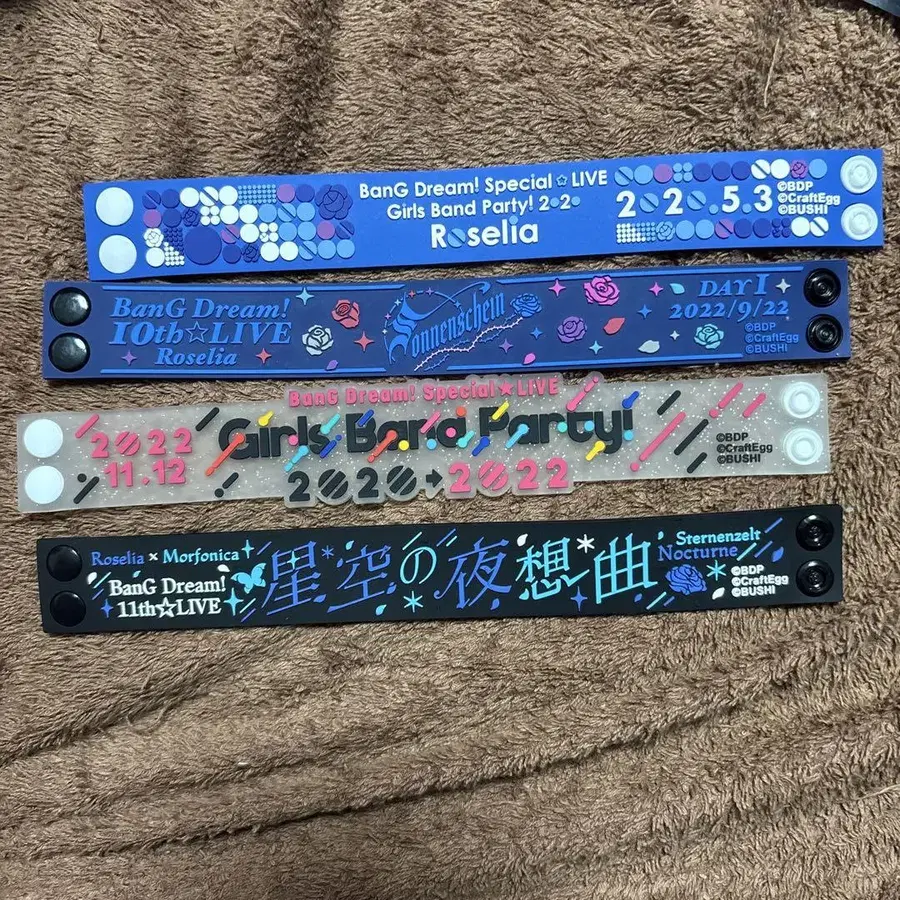 BanG Dream! Special☆LIVE
Girls Band Party! 2020
Roselia
2020.5.3
©BDP
©CraftEgg
©BUSHI
BanG Dream!
10th☆LIVE
Roselia
Sonnenschein
DAY I
2022/9/22
©BDP
©CraftEgg
©BUSHI
BanG Dream! Special★LIVE
Girls Band Party!
2020→2022
2022
11.12
©BDP
©CraftEgg
©BUSHI
Roselia × Morfonica
BanG Dream!
11th☆LIVE
星空の夜想曲
Sternenzelt
Nocturne
©BDP
©CraftEgg
©BUSHI